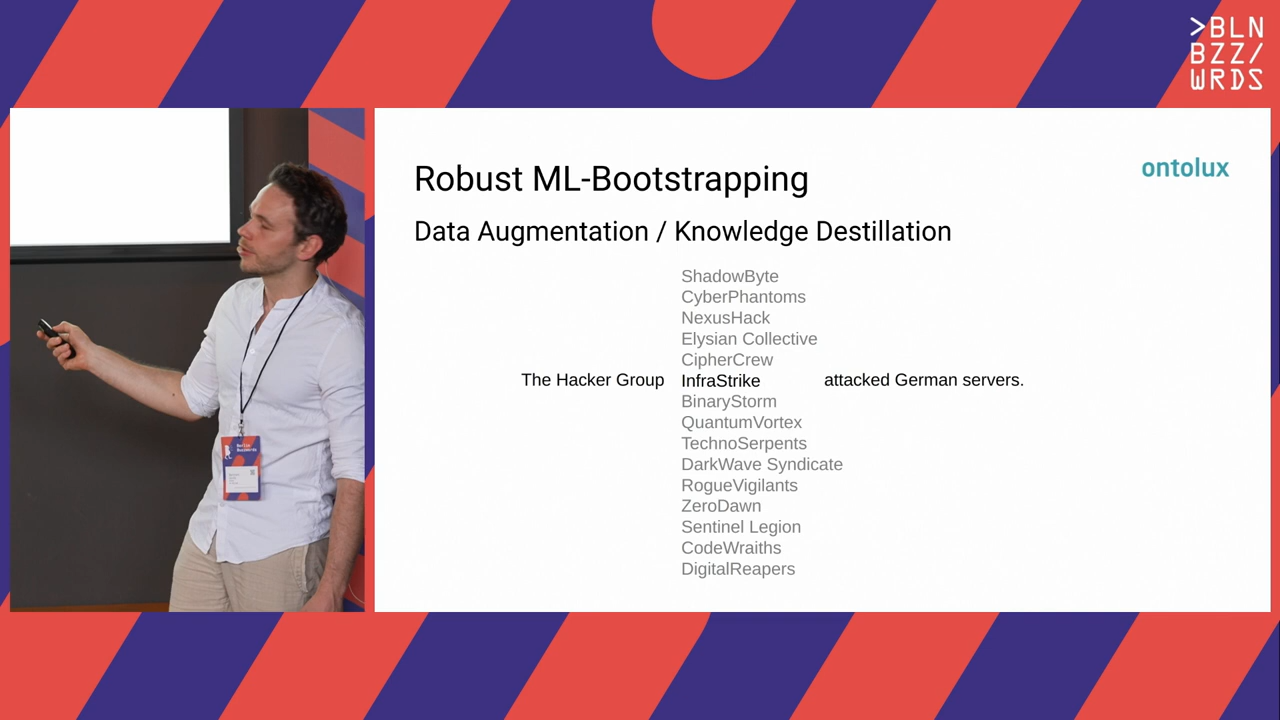 >BLN
BZZ/
WRDS
Robust ML-Bootstrapping
ontolux
Data Augmentation / Knowledge Destillation
ShadowByte
CyberPhantoms
NexusHack
Elysian Collective
CipherCrew
The Hacker Group InfraStrike attacked German servers.
BinaryStorm
QuantumVortex
TechnoSerpents
DarkWave Syndicate
RogueVigilants
ZeroDawn
Sentinel Legion
CodeWraiths
DigitalReapers